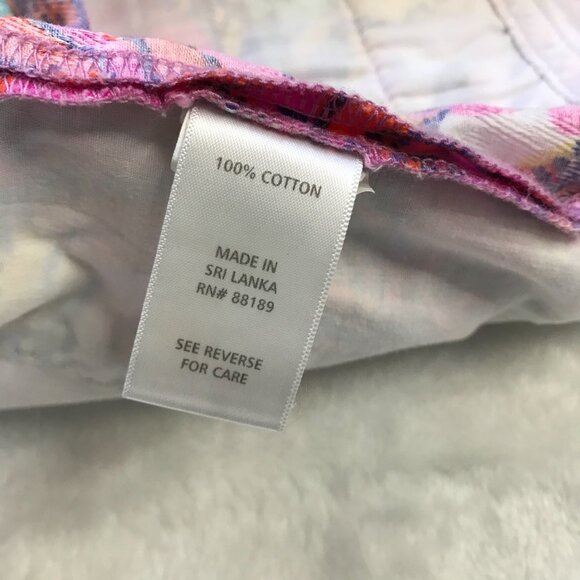 100% COTTON
MADE IN
SRI LANKA
RN# 88189
SEE REVERSE
FOR CARE